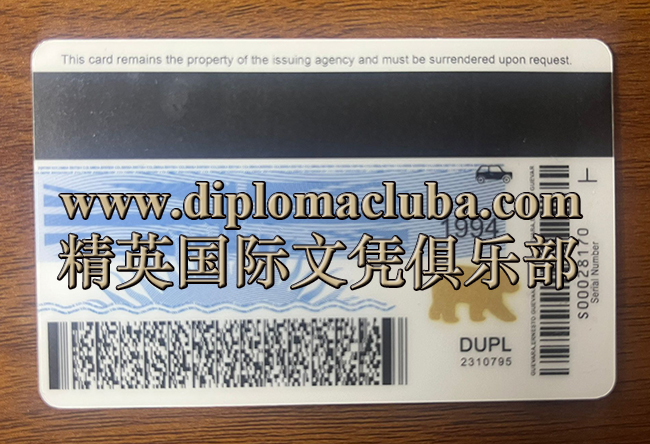 This card remains the property of the issuing agency and must be surrendered upon request.
www.diplomacluba.com
1994
精英国际文凭俱乐部
DUPL
2310795
S00028170
Serial Number